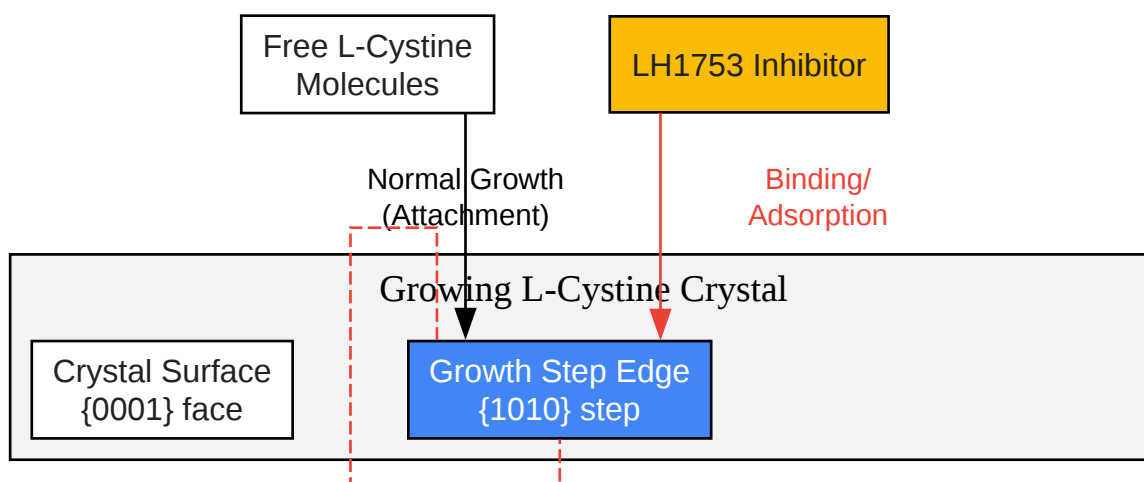 Free L-Cystine
Molecules
LH1753 Inhibitor
Normal Growth
(Attachment)
Binding/
Adsorption
Growing L-Cystine Crystal
Crystal Surface
{0001} face
Growth Step Edge
{1010} step